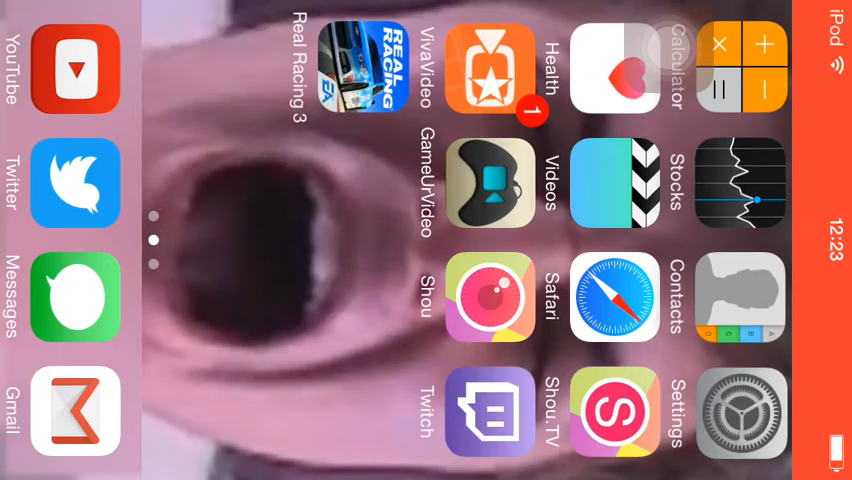 iPod 12:23
Calculator Stocks Contacts Settings
Health Videos Safari Shou.TV
1
VivaVideo GameUrVideo Shou Twitch
REAL
RACING
EA
Real Racing 3
YouTube Twitter Messages Gmail